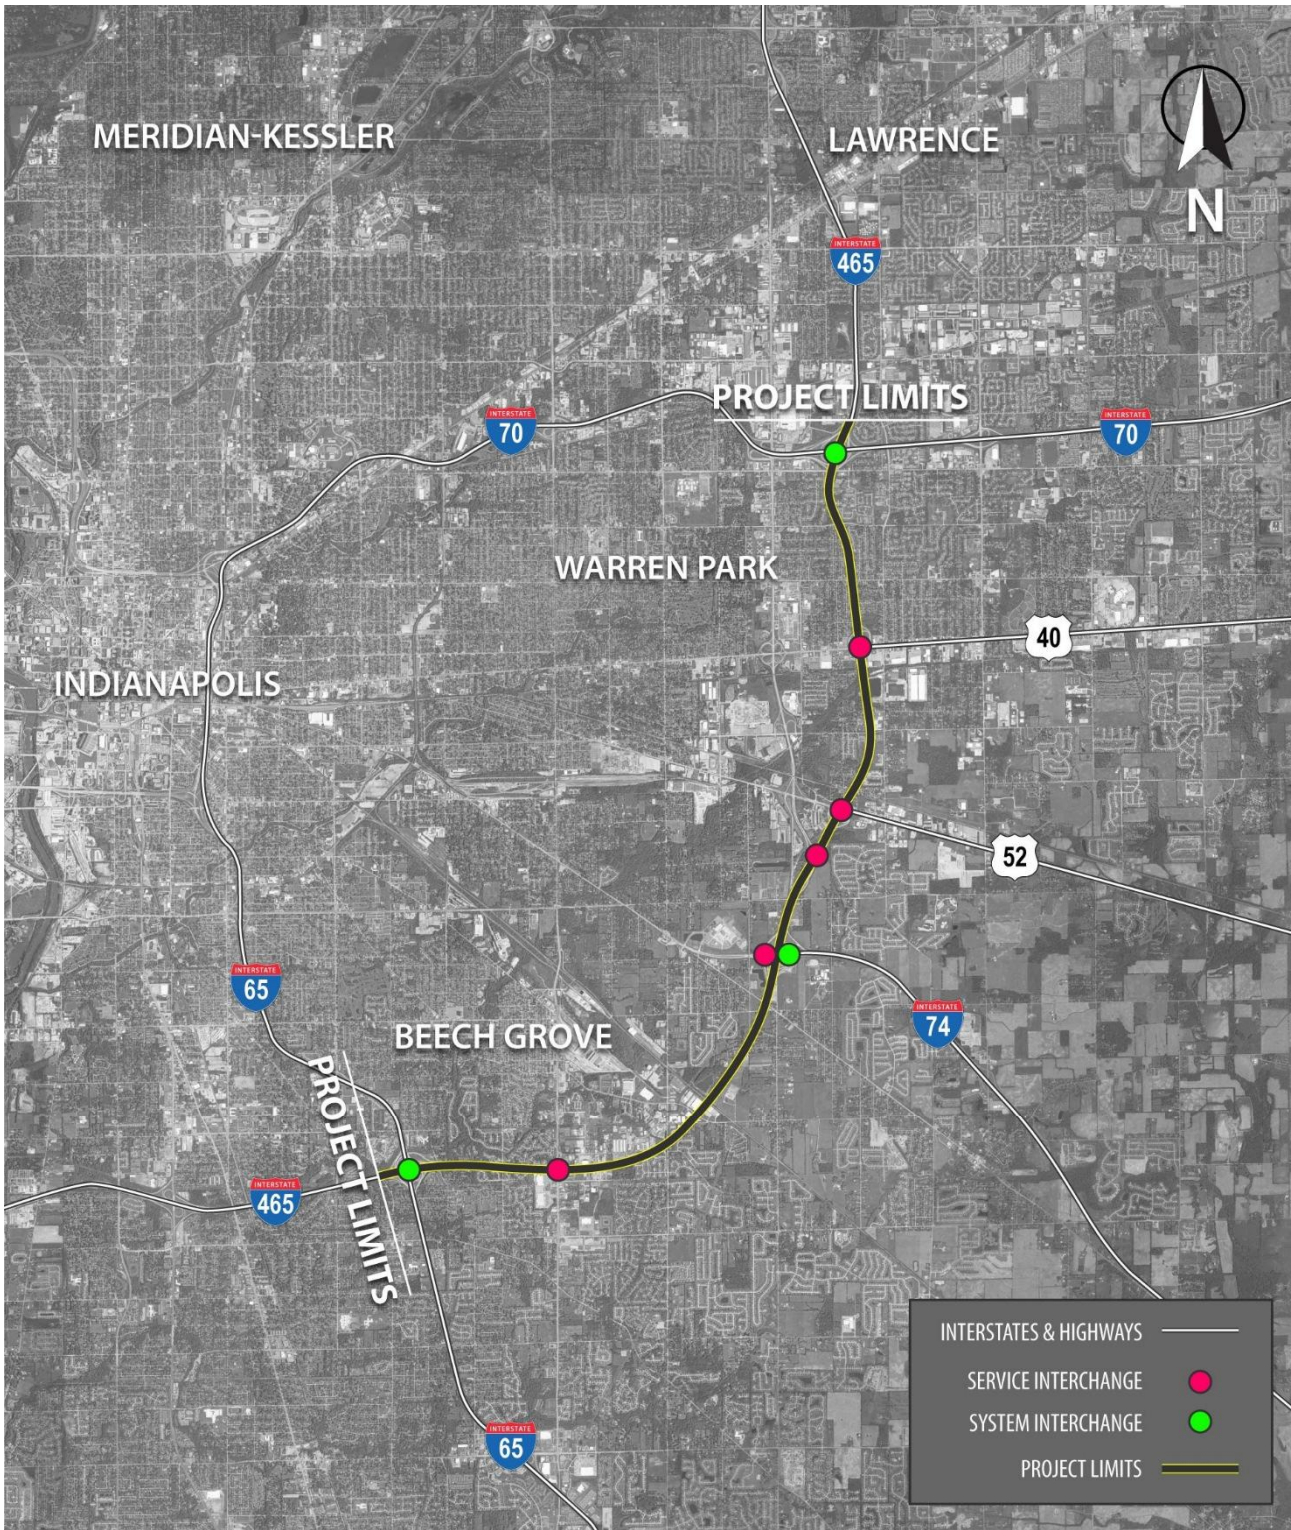 MERIDIAN-KESSLER
LAWRENCE
N
INTERSTATE
465
PROJECT LIMITS
INTERSTATE
70
INTERSTATE
70
WARREN PARK
40
INDIANAPOLIS
52
INTERSTATE
65
INTERSTATE
74
BEECH GROVE
PROJECT LIMITS
INTERSTATE
465
INTERSTATE
65
INTERSTATES & HIGHWAYS
SERVICE INTERCHANGE
SYSTEM INTERCHANGE
PROJECT LIMITS